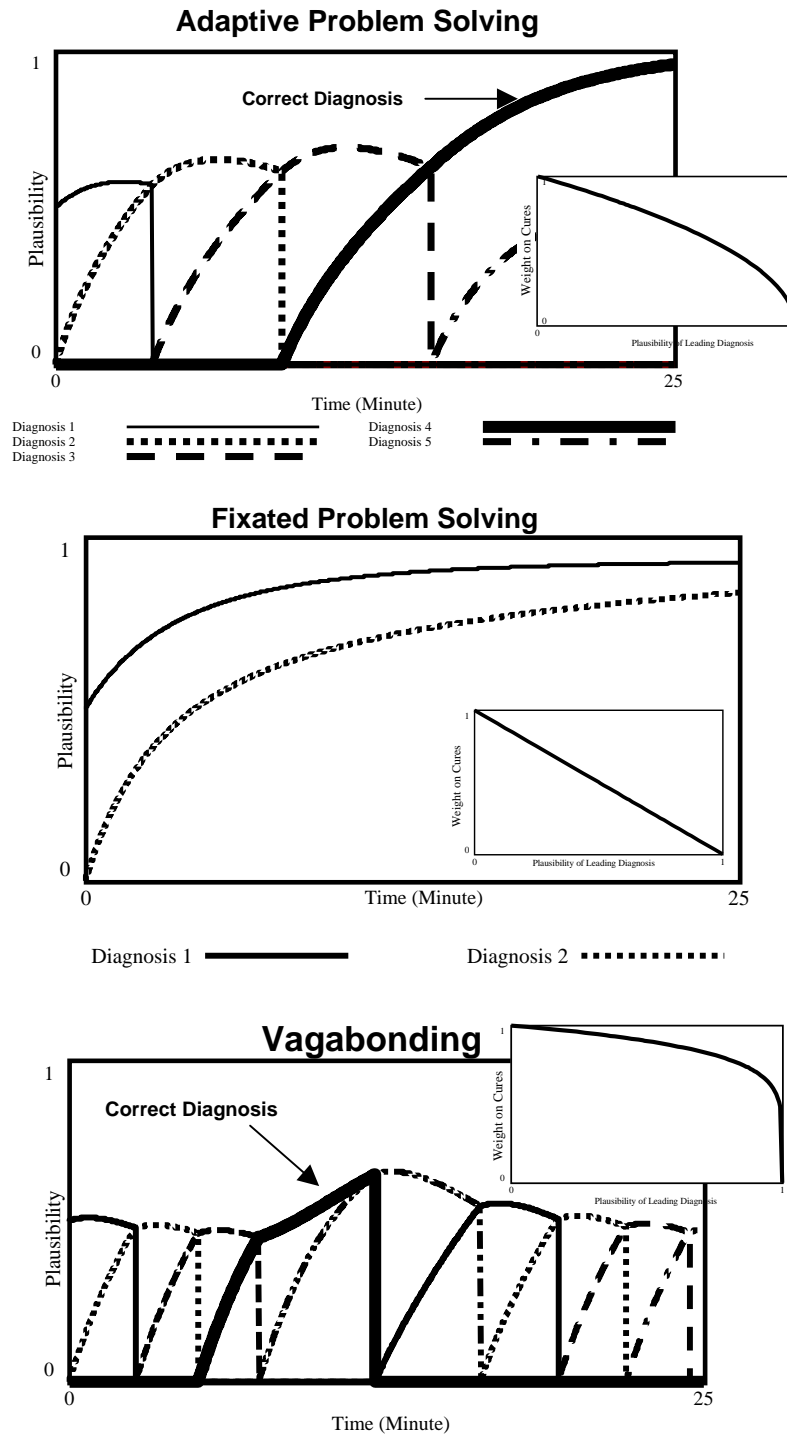 Adaptive Problem Solving
1
Correct Diagnosis
Plausibility
0
0
25
Time (Minute)
1
Weight on Cures
0
0
Plausibility of Leading Diagnosis
Diagnosis 1
Diagnosis 2
Diagnosis 3
Diagnosis 4
Diagnosis 5
Fixated Problem Solving
1
Plausibility
0
0
25
Time (Minute)
1
Weight on Cures
0
0
1
Plausibility of Leading Diagnosis
Diagnosis 1
Diagnosis 2
Vagabonding
1
Correct Diagnosis
Plausibility
0
0
25
Time (Minute)
1
Weight on Cures
0
0
1
Plausibility of Leading Diagnosis